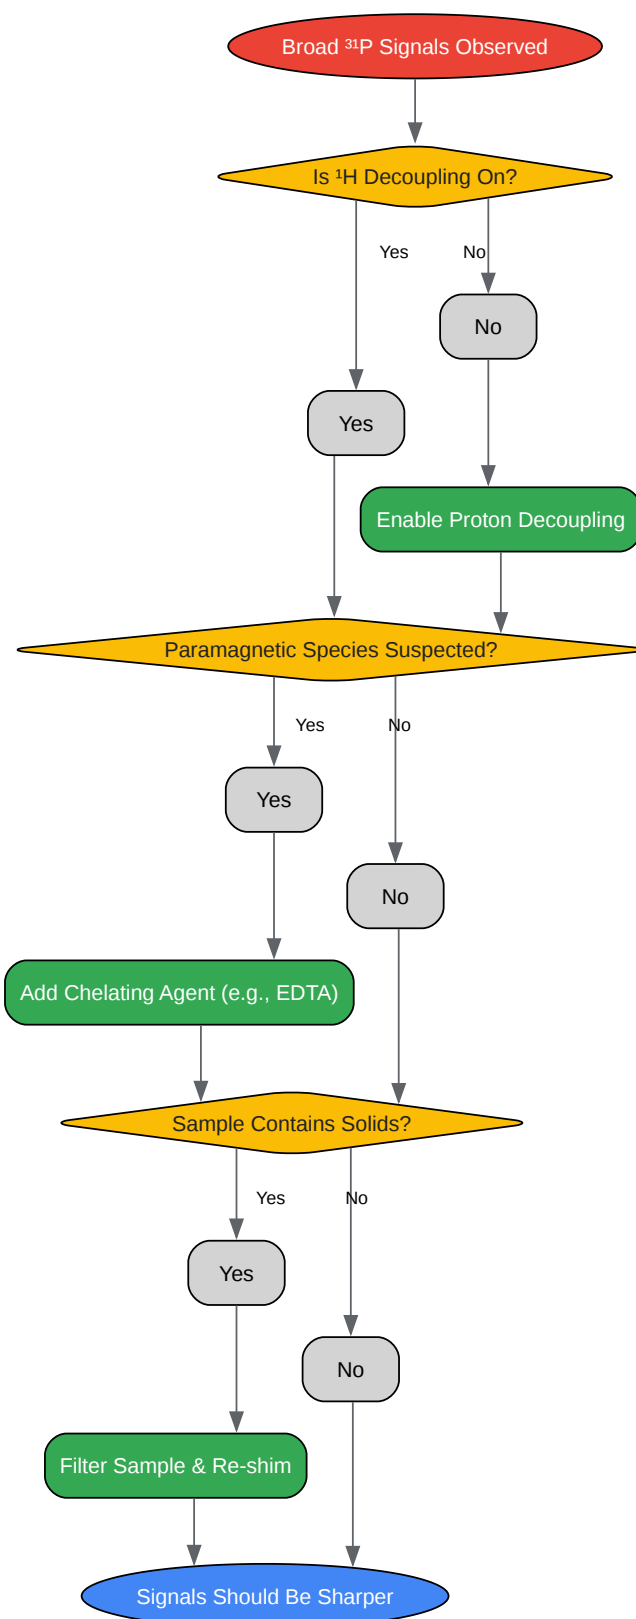 Broad ³¹P Signals Observed
Is ¹H Decoupling On?
Yes
No
No
Yes
Enable Proton Decoupling
Paramagnetic Species Suspected?
Yes
No
Yes
No
Add Chelating Agent (e.g., EDTA)
Sample Contains Solids?
Yes
No
Yes
No
Filter Sample & Re-shim
Signals Should Be Sharper